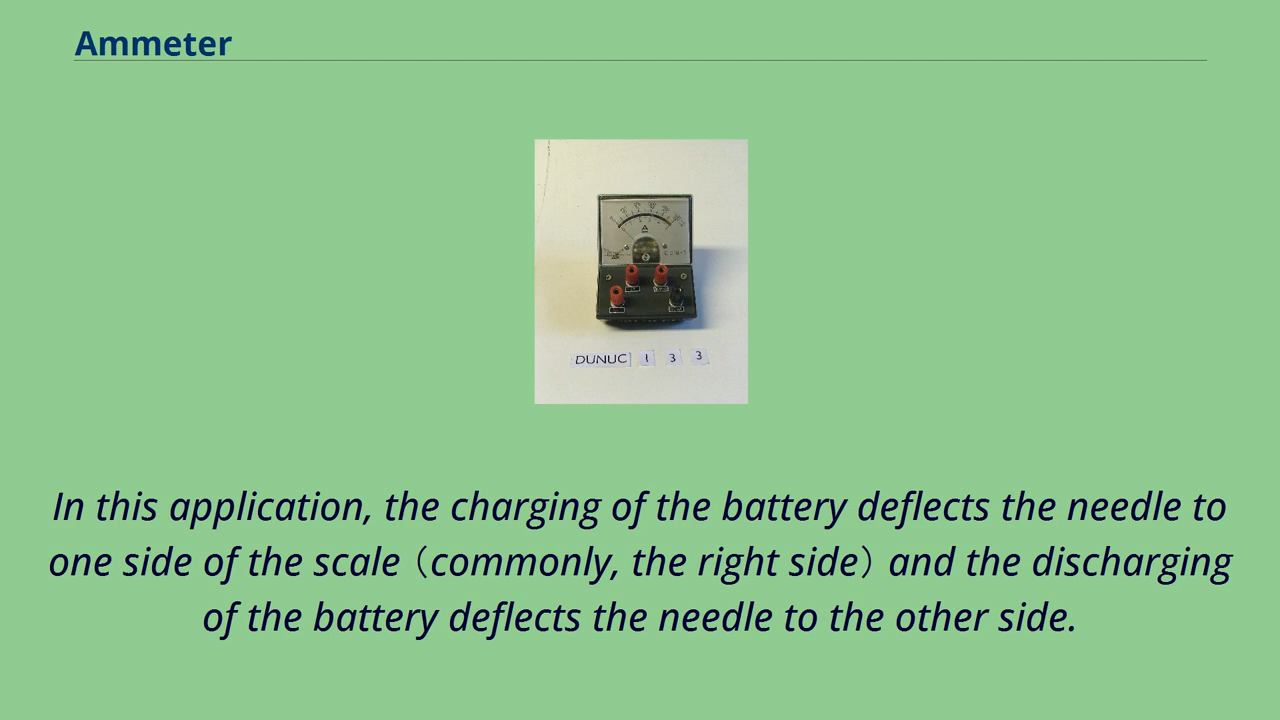 Ammeter
DUNUC 1 3 3
In this application, the charging of the battery deflects the needle to
one side of the scale（commonly, the right side）and the discharging
of the battery deflects the needle to the other side.